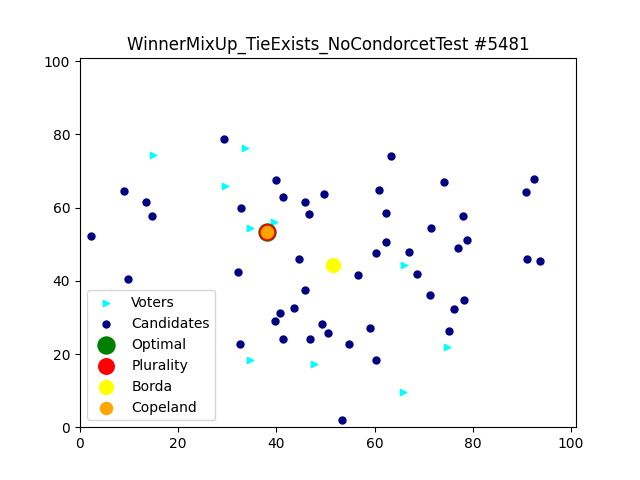 WinnerMixUp_TieExists_NoCondorcetTest #5481
100
80
60
40
20
0
Voters
Candidates
Optimal
Plurality
Borda
Copeland
0 20 40 60 80 100